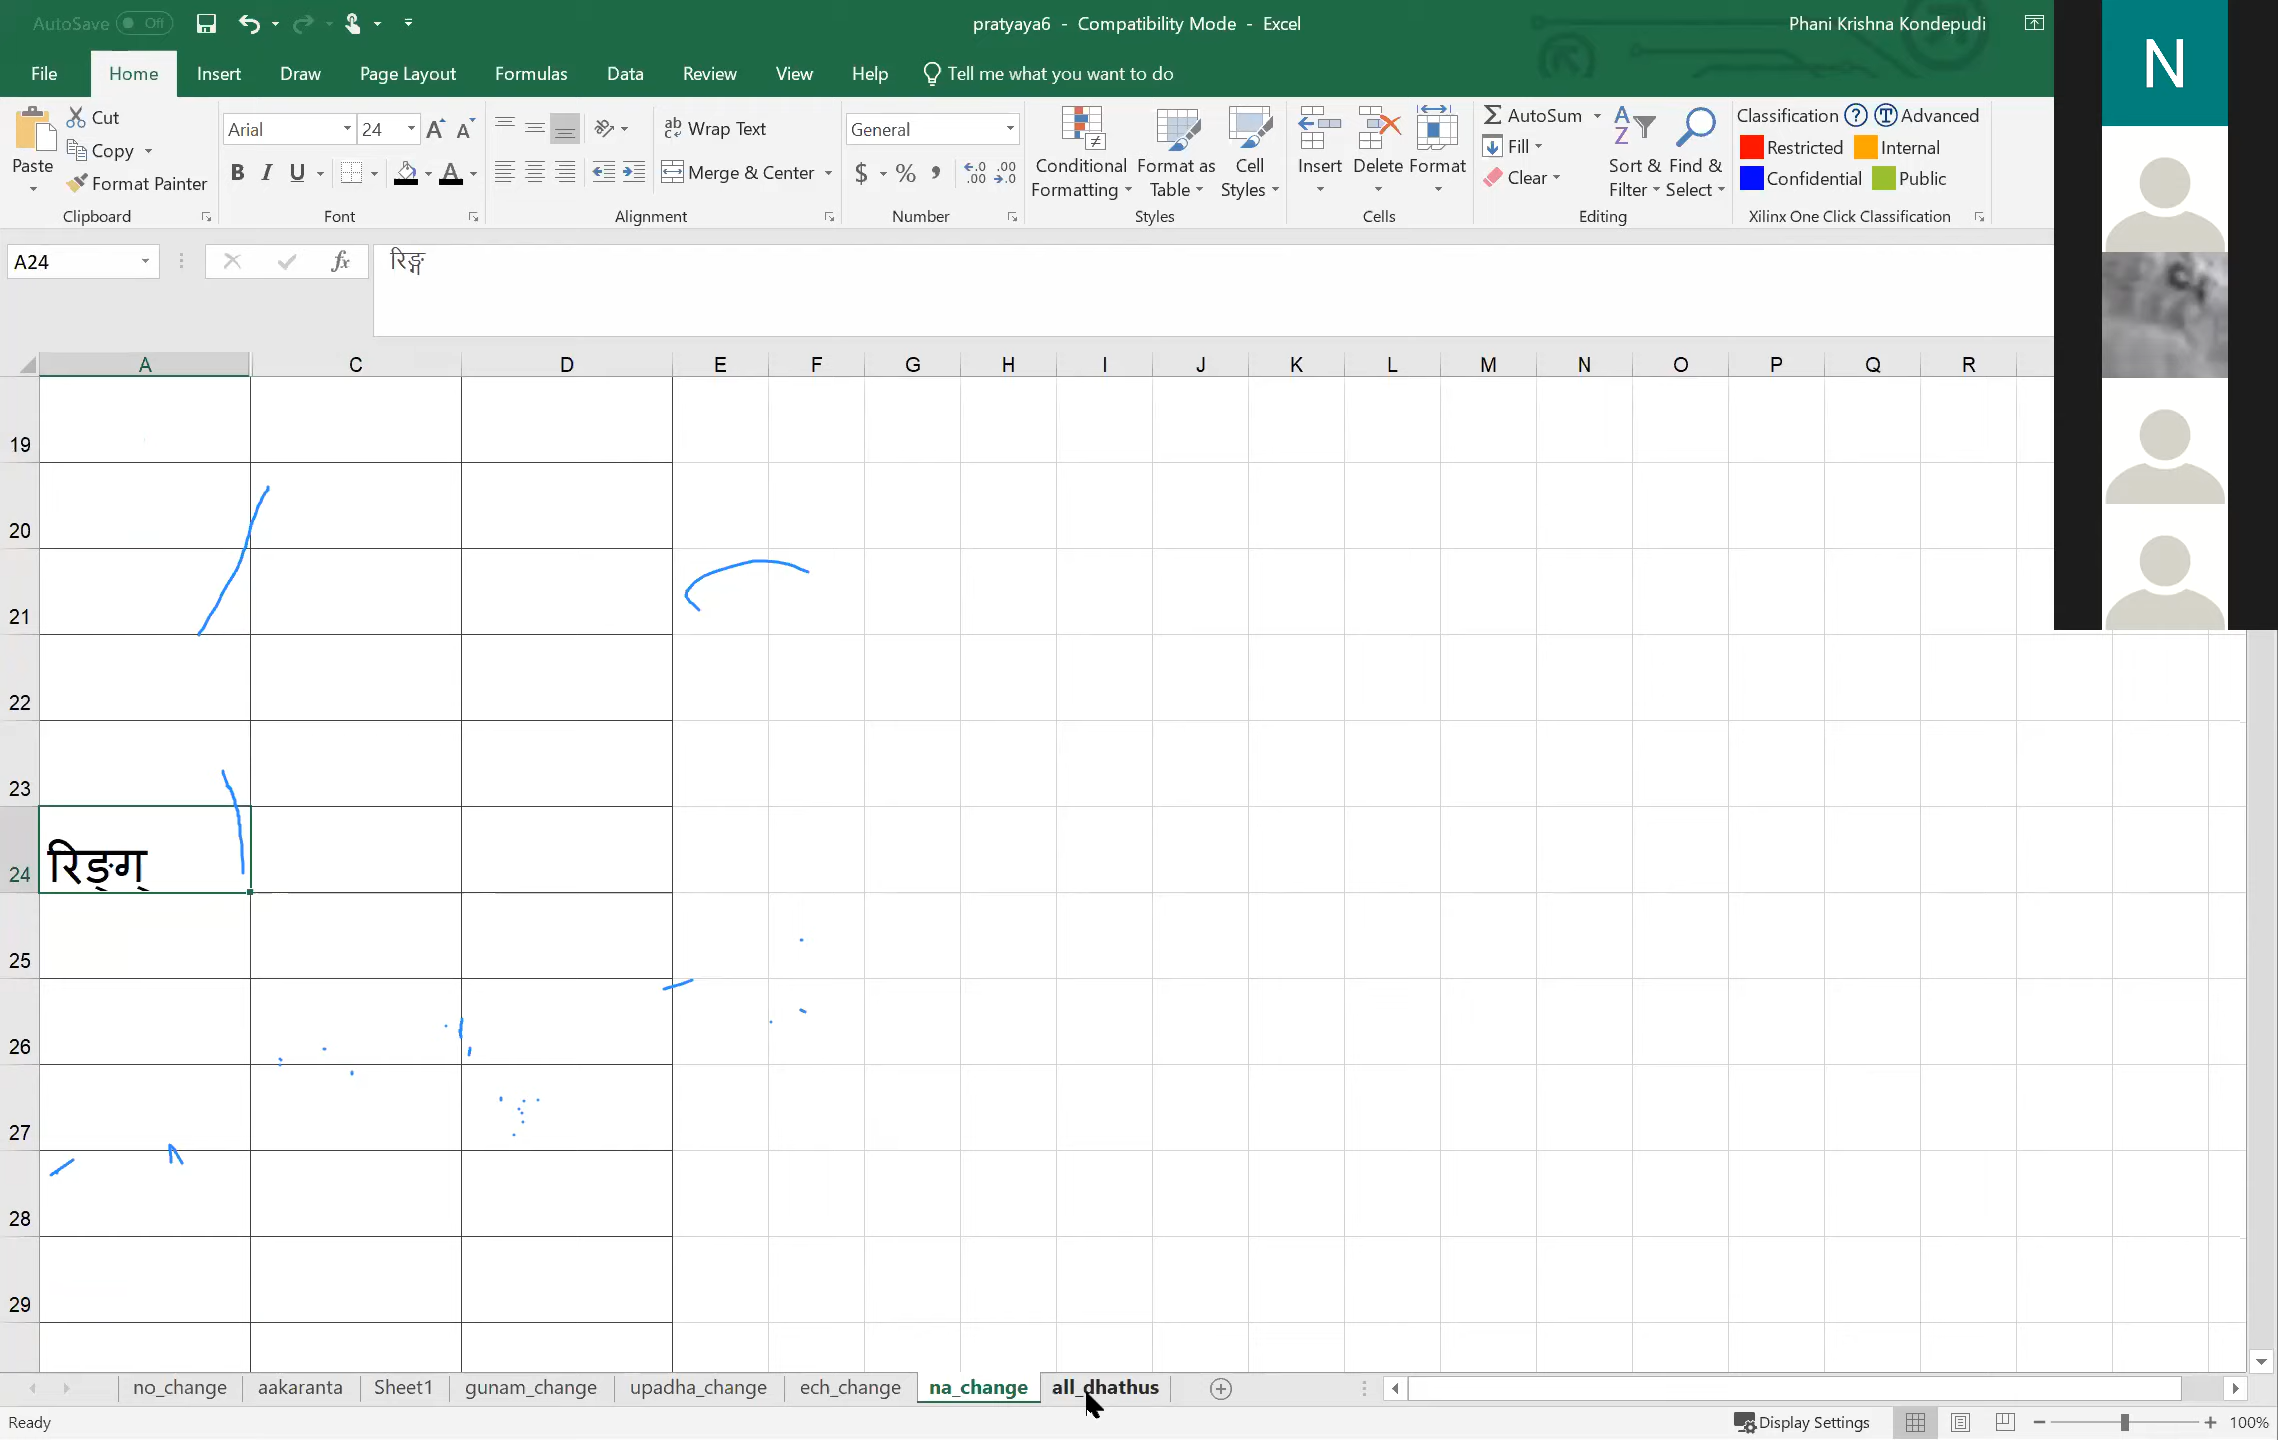 AutoSave Off
pratyaya6 - Compatibility Mode - Excel
Phani Krishna Kondepudi
N
File Home Insert Draw Page Layout Formulas Data Review View Help Tell me what you want to do
Paste Cut Copy Format Painter Clipboard
Arial 24 Font
Wrap Text Merge & Center Alignment
General Number
Conditional Formatting Format as Table Cell Styles Styles
Insert Delete Format Cells
AutoSum Fill Clear Sort & Filter Find & Select Editing
Classification Advanced
Restricted Internal
Confidential Public
Xilinx One Click Classification
A24 fx रिङ्ग्
A C D E F G H I J K L M N O P Q R
19
20
21
22
23
24 रिङ्ग्
25
26
27
28
29
no_change aakaranta Sheet1 gunam_change upadha_change ech_change na_change all_dhathus
Ready Display Settings 100%